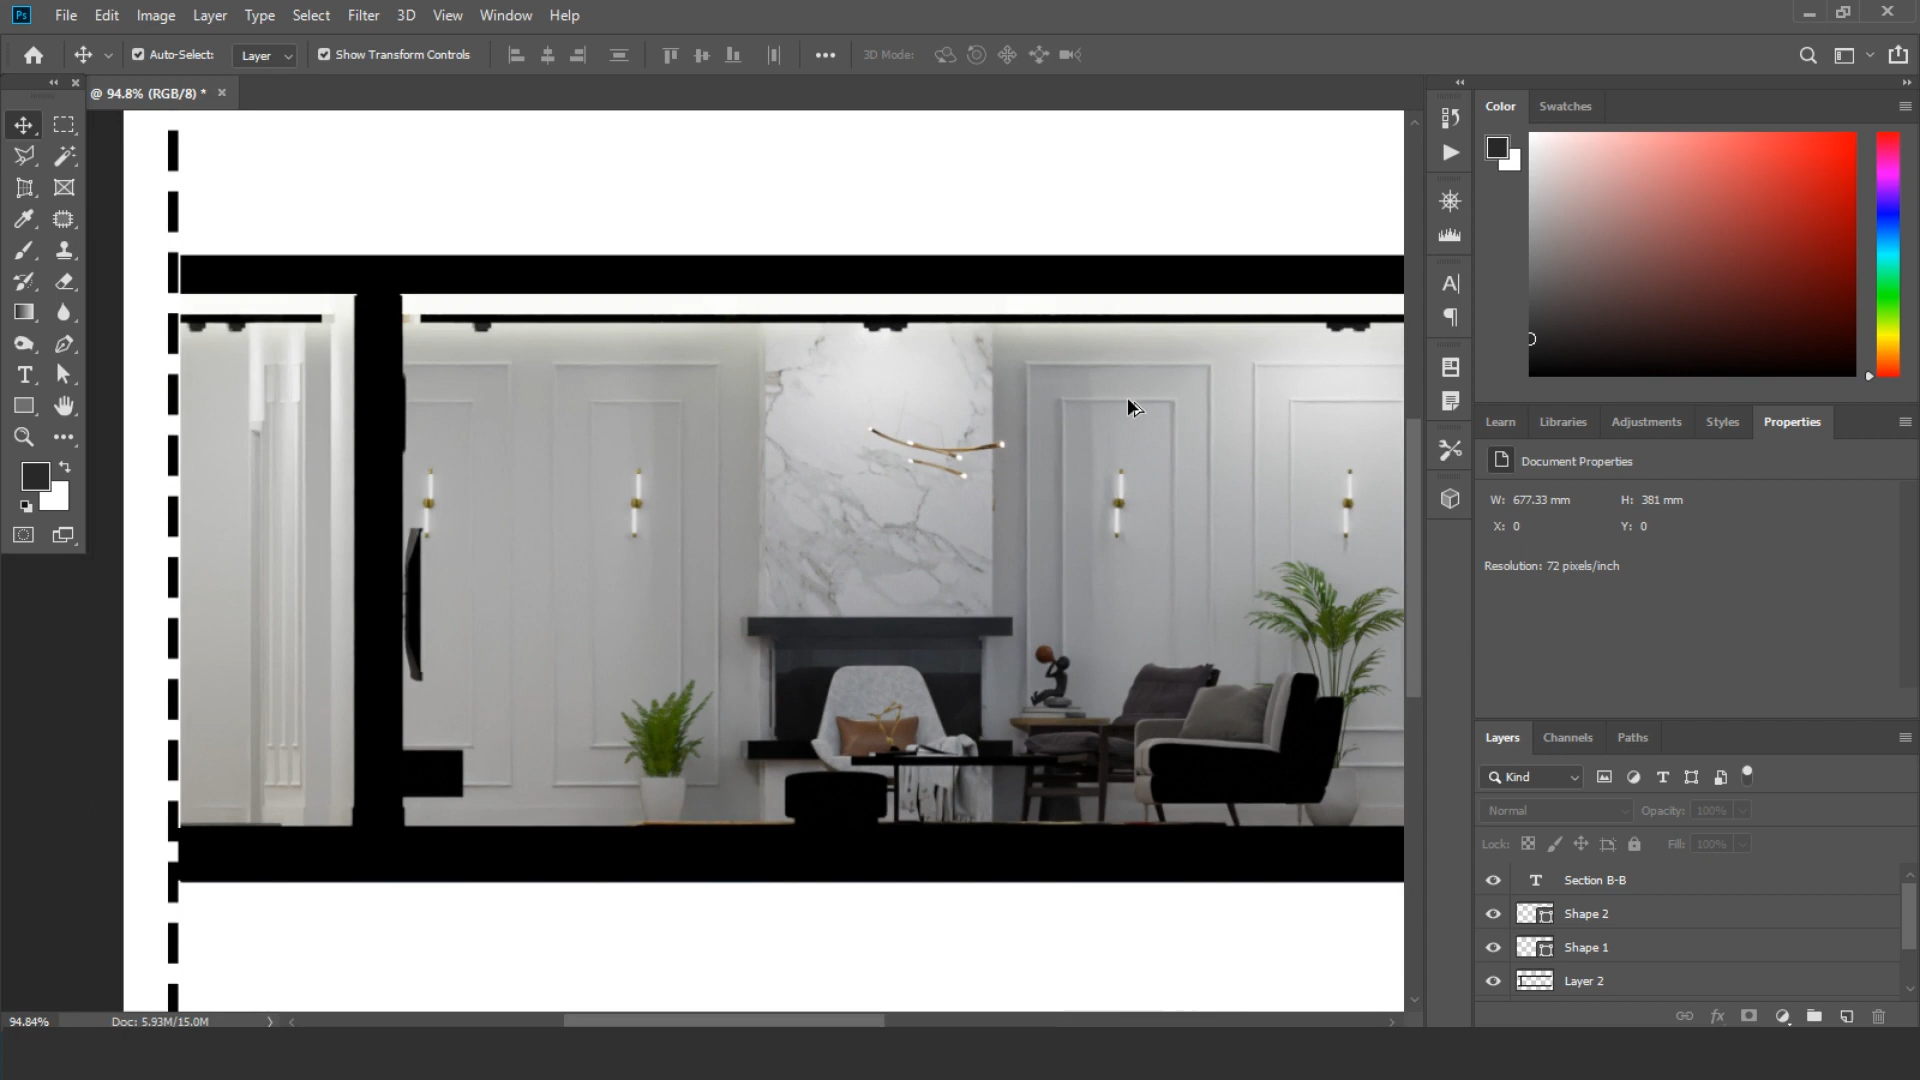 Ps File Edit Image Layer Type Select Filter 3D View Window Help
Auto-Select: Layer Show Transform Controls 3D Mode:
@ 94.8% (RGB/8) *
Color Swatches
Learn Libraries Adjustments Styles Properties
Document Properties
W: 677.33 mm H: 381 mm
X: 0 Y: 0
Resolution: 72 pixels/inch
Layers Channels Paths
Kind
Normal Opacity: 100%
Lock: Fill: 100%
Section B-B
Shape 2
Shape 1
Layer 2
94.84% Doc: 5.93M/15.0M